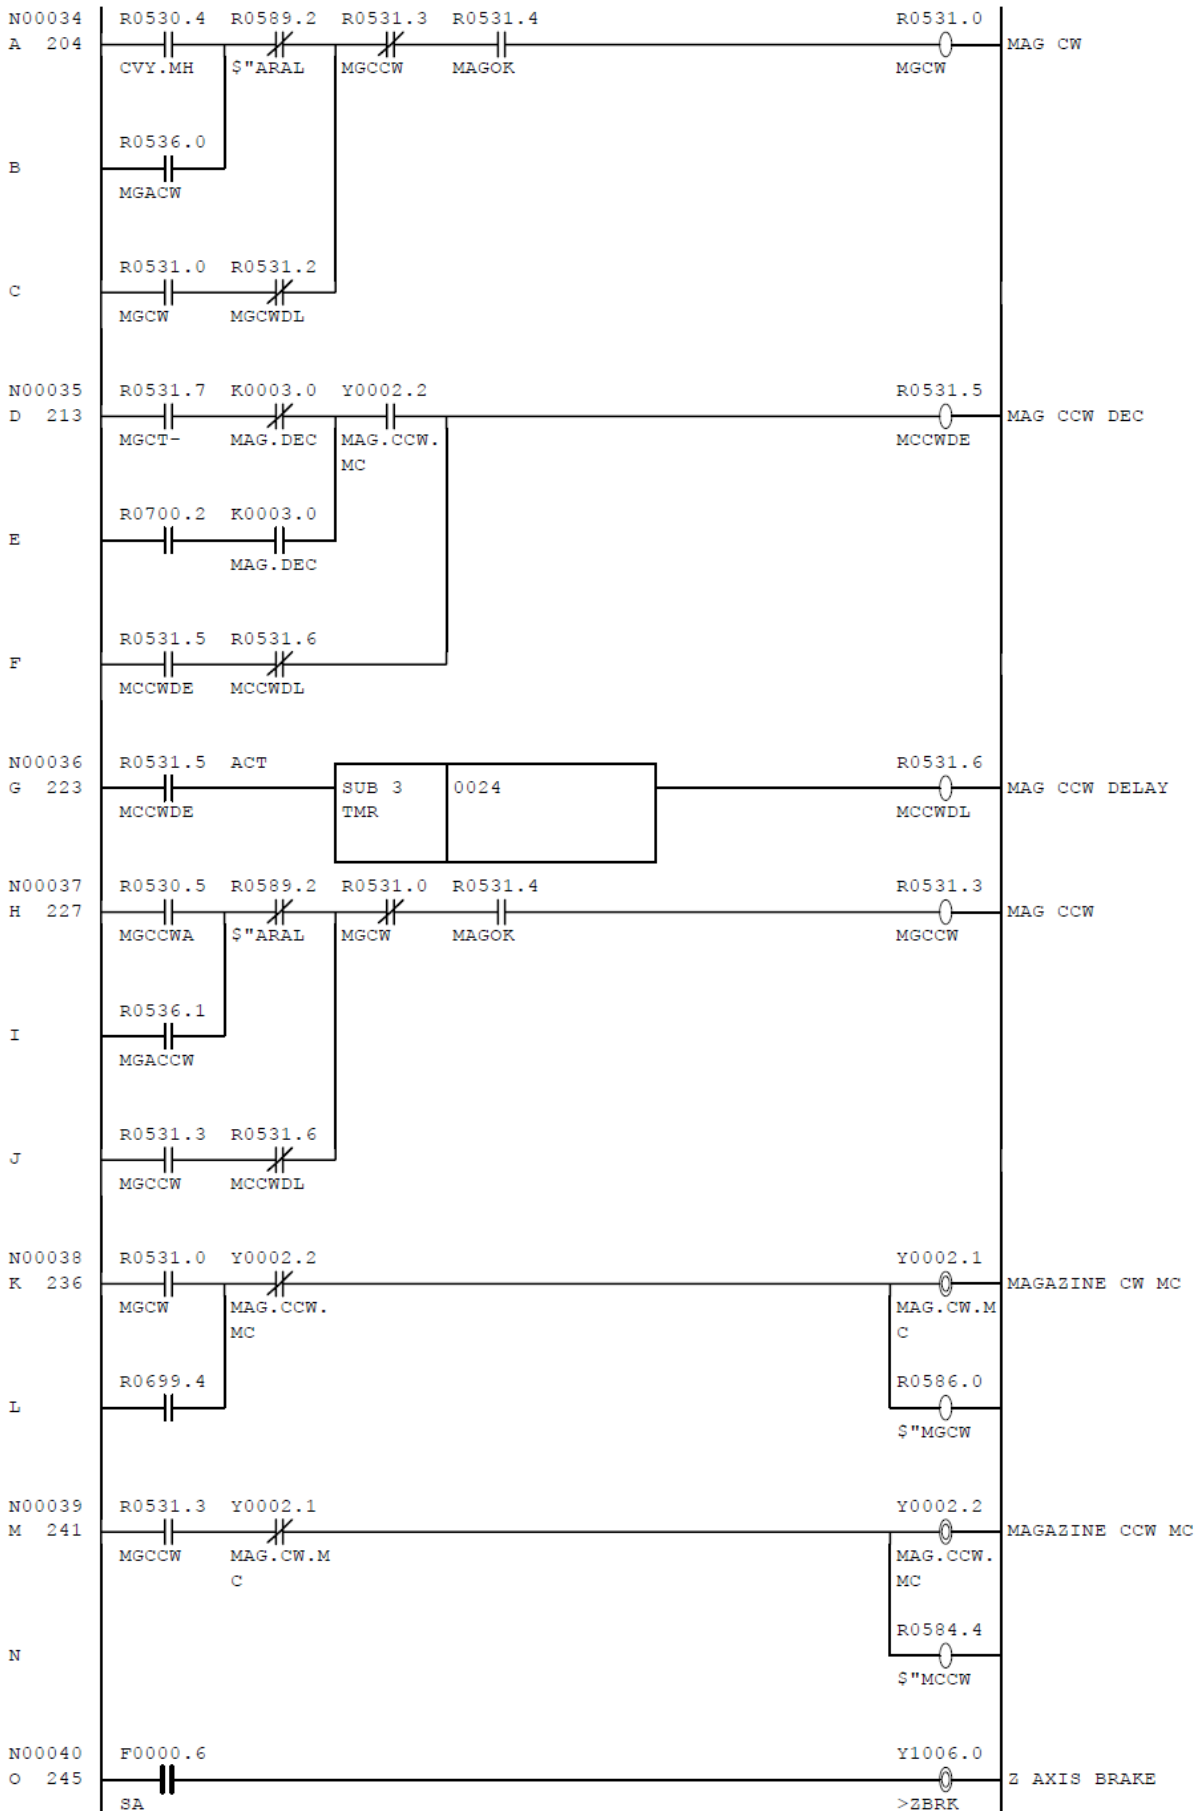 N00034 R0530.4 R0589.2 R0531.3 R0531.4 R0531.0
A 204 MAG CW
CVY.MH $"ARAL MGCCW MAGOK MGCW
R0536.0
B
MGACW
R0531.0 R0531.2
C
MGCW MGCWDL
N00035 R0531.7 K0003.0 Y0002.2 R0531.5
D 213 MAG CCW DEC
MGCT- MAG.DEC MAG.CCW. MCCWDE
MC
R0700.2 K0003.0
E
MAG.DEC
R0531.5 R0531.6
F
MCCWDE MCCWDL
N00036 R0531.5 ACT R0531.6
G 223 SUB 3 0024 MAG CCW DELAY
MCCWDE TMR MCCWDL
N00037 R0530.5 R0589.2 R0531.0 R0531.4 R0531.3
H 227 MAG CCW
MGCCWA $"ARAL MGCW MAGOK MGCCW
R0536.1
I
MGACCW
R0531.3 R0531.6
J
MGCCW MCCWDL
N00038 R0531.0 Y0002.2 Y0002.1
K 236 MAGAZINE CW MC
MGCW MAG.CCW. MAG.CW.M
MC C
R0699.4 R0586.0
L
$"MGCW
N00039 R0531.3 Y0002.1 Y0002.2
M 241 MAGAZINE CCW MC
MGCCW MAG.CW.M MAG.CCW.
C MC
R0584.4
N
$"MCCW
N00040 F0000.6 Y1006.0
O 245 Z AXIS BRAKE
SA >ZBRK